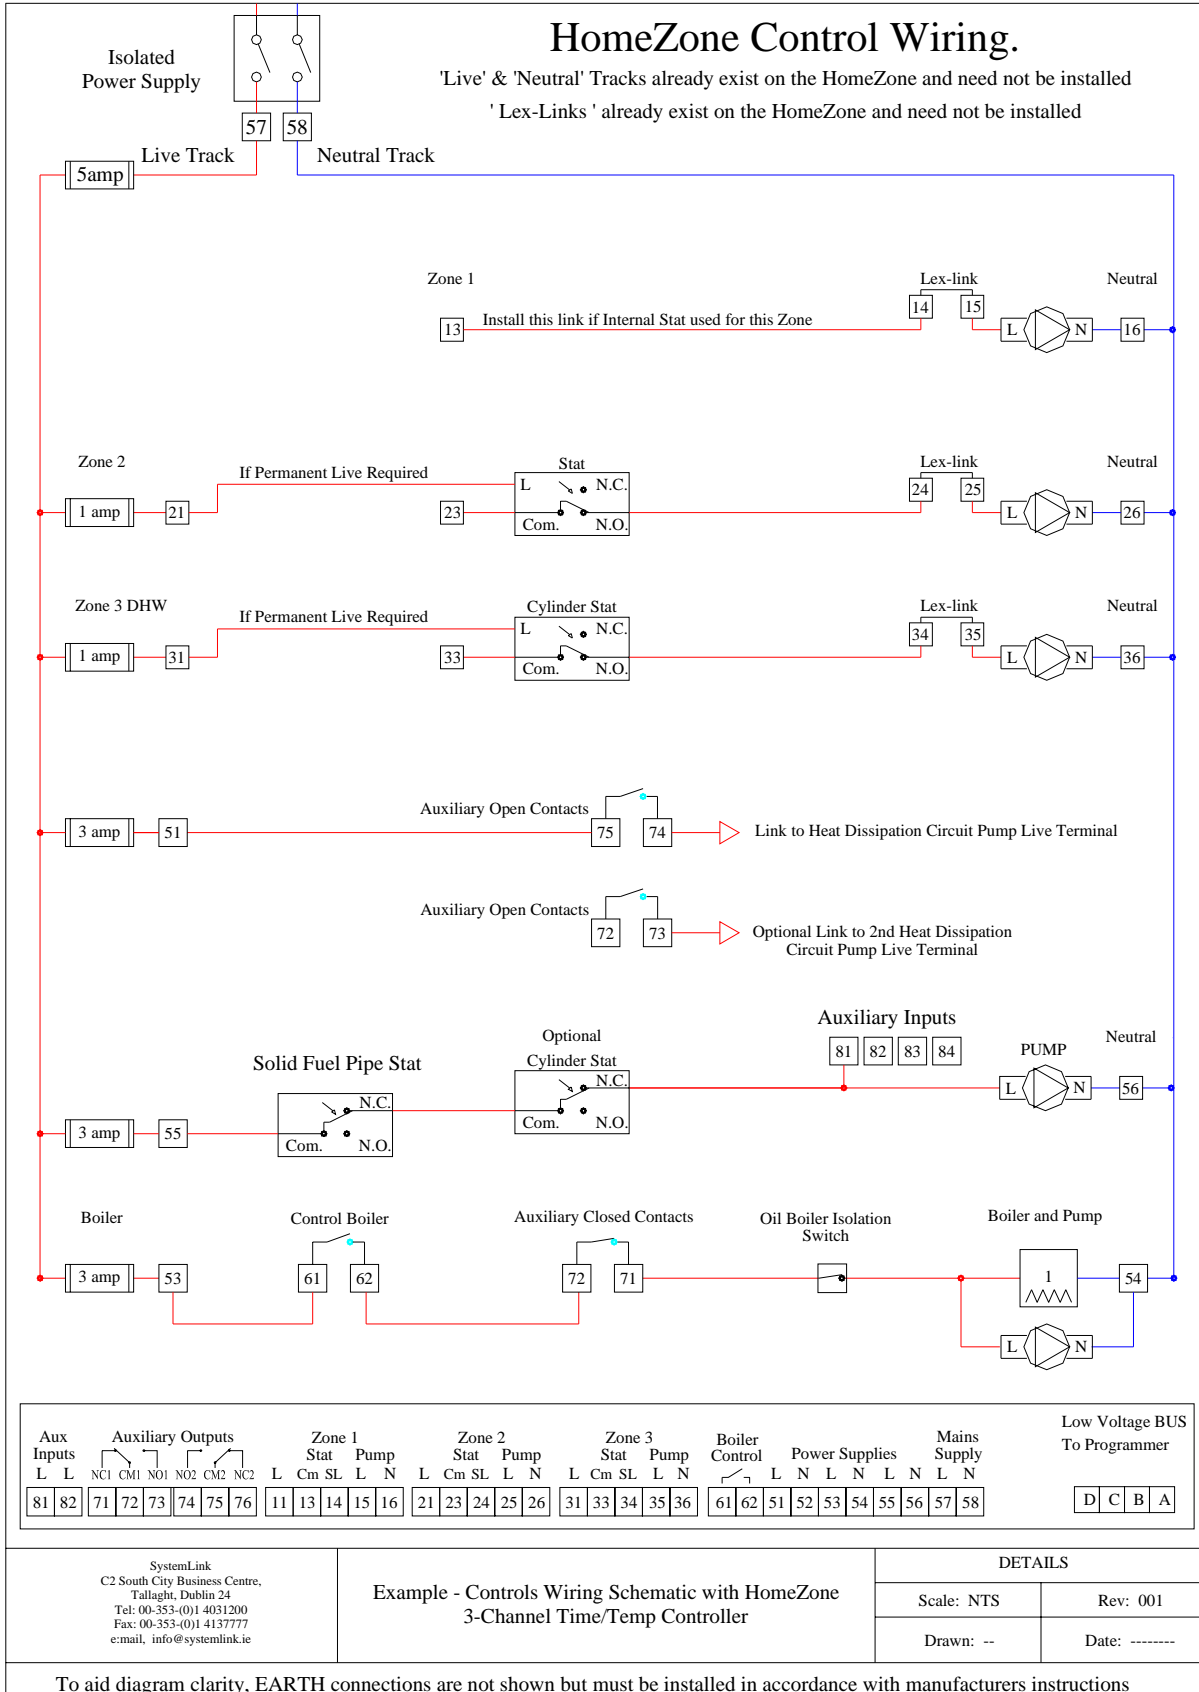 HomeZone Control Wiring.
'Live' & 'Neutral' Tracks already exist on the HomeZone and need not be installed
' Lex-Links ' already exist on the HomeZone and need not be installed
Isolated
Power Supply
57 58
Live Track Neutral Track
5amp
Zone 1 Lex-link Neutral
13 Install this link if Internal Stat used for this Zone 14 15 L N 16
Zone 2 If Permanent Live Required Stat Lex-link Neutral
L N.C.
1 amp 21 23 Com. N.O. 24 25 L N 26
Zone 3 DHW If Permanent Live Required Cylinder Stat Lex-link Neutral
L N.C.
1 amp 31 33 Com. N.O. 34 35 L N 36
Auxiliary Open Contacts
3 amp 51 75 74 Link to Heat Dissipation Circuit Pump Live Terminal
Auxiliary Open Contacts
72 73 Optional Link to 2nd Heat Dissipation
Circuit Pump Live Terminal
Auxiliary Inputs
81 82 83 84
Solid Fuel Pipe Stat
Optional
Cylinder Stat
PUMP Neutral
N.C.
Com. N.O.
L N 56
N.C.
3 amp 55 Com. N.O.
Boiler Control Boiler Auxiliary Closed Contacts Oil Boiler Isolation
Switch
Boiler and Pump
3 amp 53 61 62 72 71 1 54
L N
Aux
Inputs
L L
81 82
Auxiliary Outputs
NC1 CM1 NO1 NO2 CM2 NC2
71 72 73 74 75 76
Zone 1
Stat Pump
L Cm SL L N
11 13 14 15 16
Zone 2
Stat Pump
L Cm SL L N
21 23 24 25 26
Zone 3
Stat Pump
L Cm SL L N
31 33 34 35 36
Boiler
Control
61 62
Power Supplies
L N L N L N
51 52 53 54 55 56
Mains
Supply
L N
57 58
Low Voltage BUS
To Programmer
D C B A
SystemLink
C2 South City Business Centre,
Tallaght, Dublin 24
Tel: 00-353-(0)1 4031200
Fax: 00-353-(0)1 4137777
e:mail, info@systemlink.ie
Example - Controls Wiring Schematic with HomeZone
3-Channel Time/Temp Controller
DETAILS
Scale: NTS Rev: 001
Drawn: -- Date: --------
To aid diagram clarity, EARTH connections are not shown but must be installed in accordance with manufacturers instructions